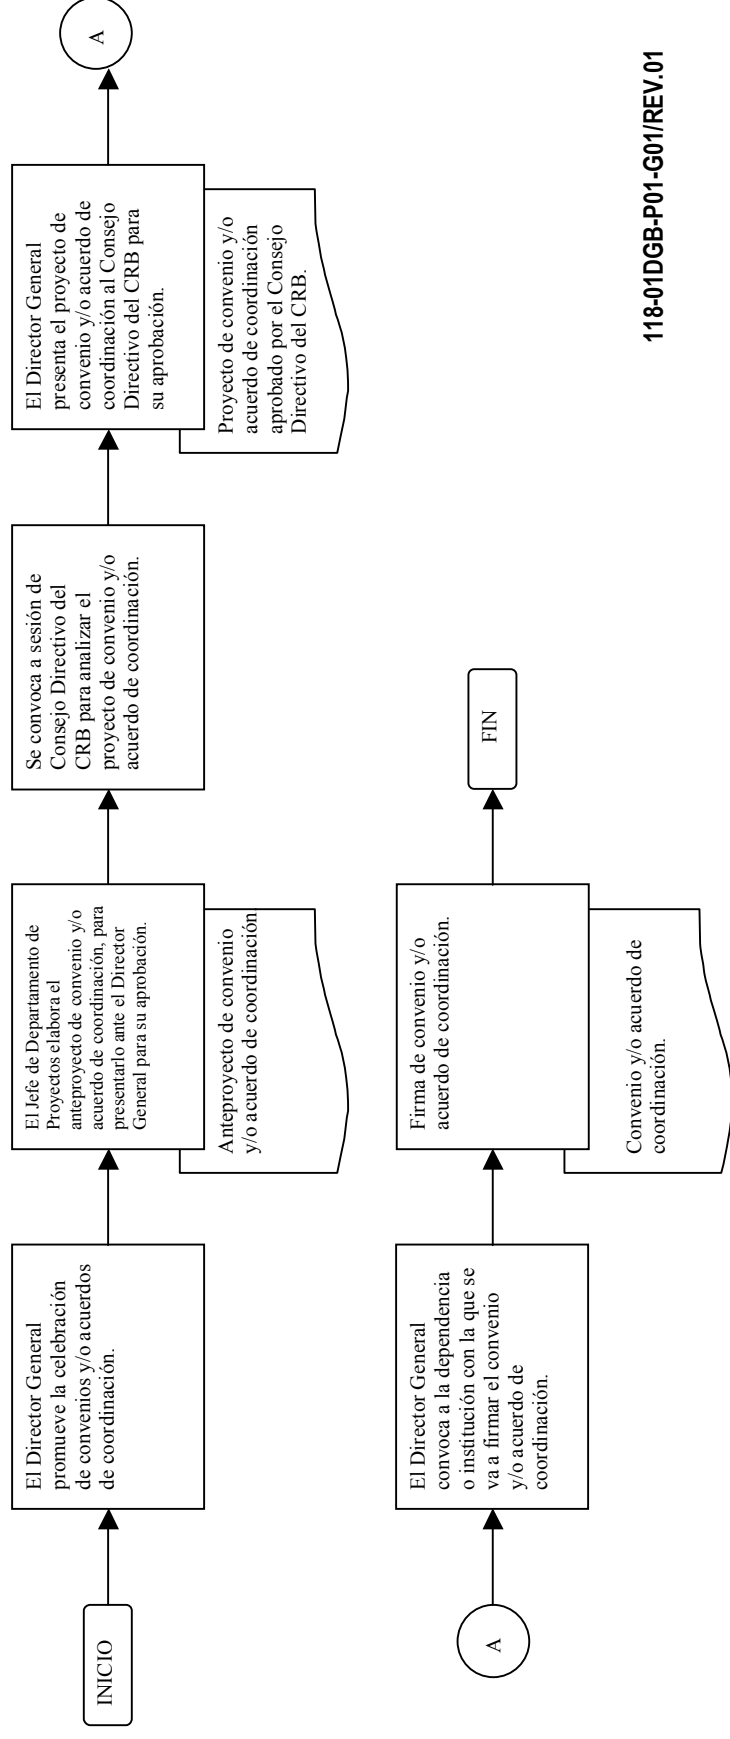 INICIO
El Director General
promueve la celebración
de convenios y/o acuerdos
de coordinación.
El Jefe de Departamento de
Proyectos elabora el
anteproyecto de convenio y/o
acuerdo de coordinación, para
presentarlo ante el Director
General para su aprobación.
Anteproyecto de convenio
y/o acuerdo de coordinación
Se convoca a sesión de
Consejo Directivo del
CRB para analizar el
proyecto de convenio y/o
acuerdo de coordinación.
El Director General
presenta el proyecto de
convenio y/o acuerdo de
coordinación al Consejo
Directivo del CRB para
su aprobación.
Proyecto de convenio y/o
acuerdo de coordinación
aprobado por el Consejo
Directivo del CRB.
A
A
El Director General
convoca a la dependencia
o institución con la que se
va a firmar el convenio
y/o acuerdo de
coordinación.
Firma de convenio y/o
acuerdo de coordinación.
Convenio y/o acuerdo de
coordinación.
FIN
118-01DGB-P01-G01/REV.01